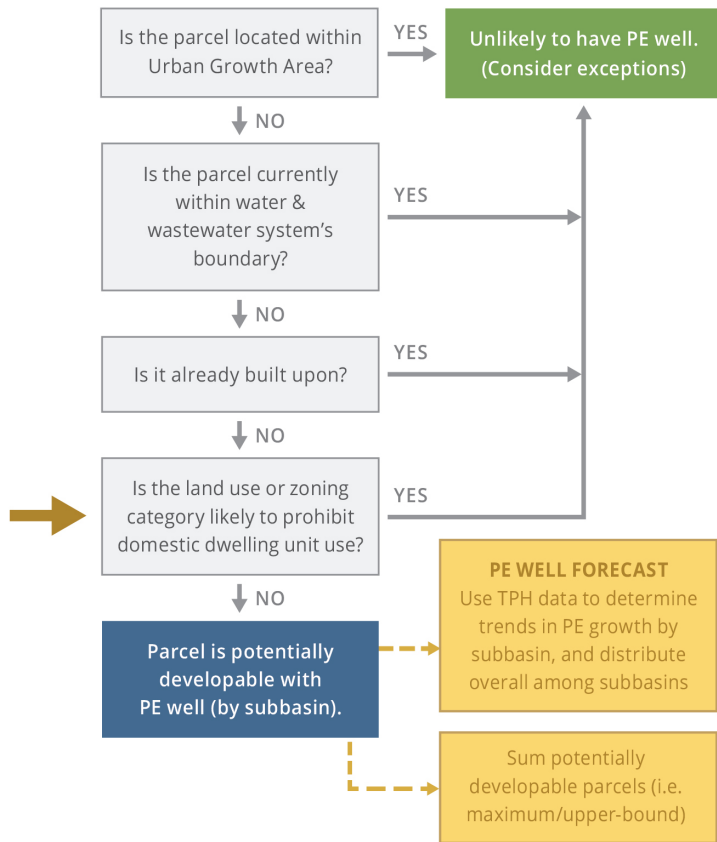 Is the parcel located within
Urban Growth Area?
YES
Unlikely to have PE well.
(Consider exceptions)
NO
Is the parcel currently
within water &
wastewater system's
boundary?
YES
NO
Is it already built upon?
YES
NO
Is the land use or zoning
category likely to prohibit
domestic dwelling unit use?
YES
NO
Parcel is potentially
developable with
PE well (by subbasin).
PE WELL FORECAST
Use TPH data to determine
trends in PE growth by
subbasin, and distribute
overall among subbasins
Sum potentially
developable parcels (i.e.
maximum/upper-bound)